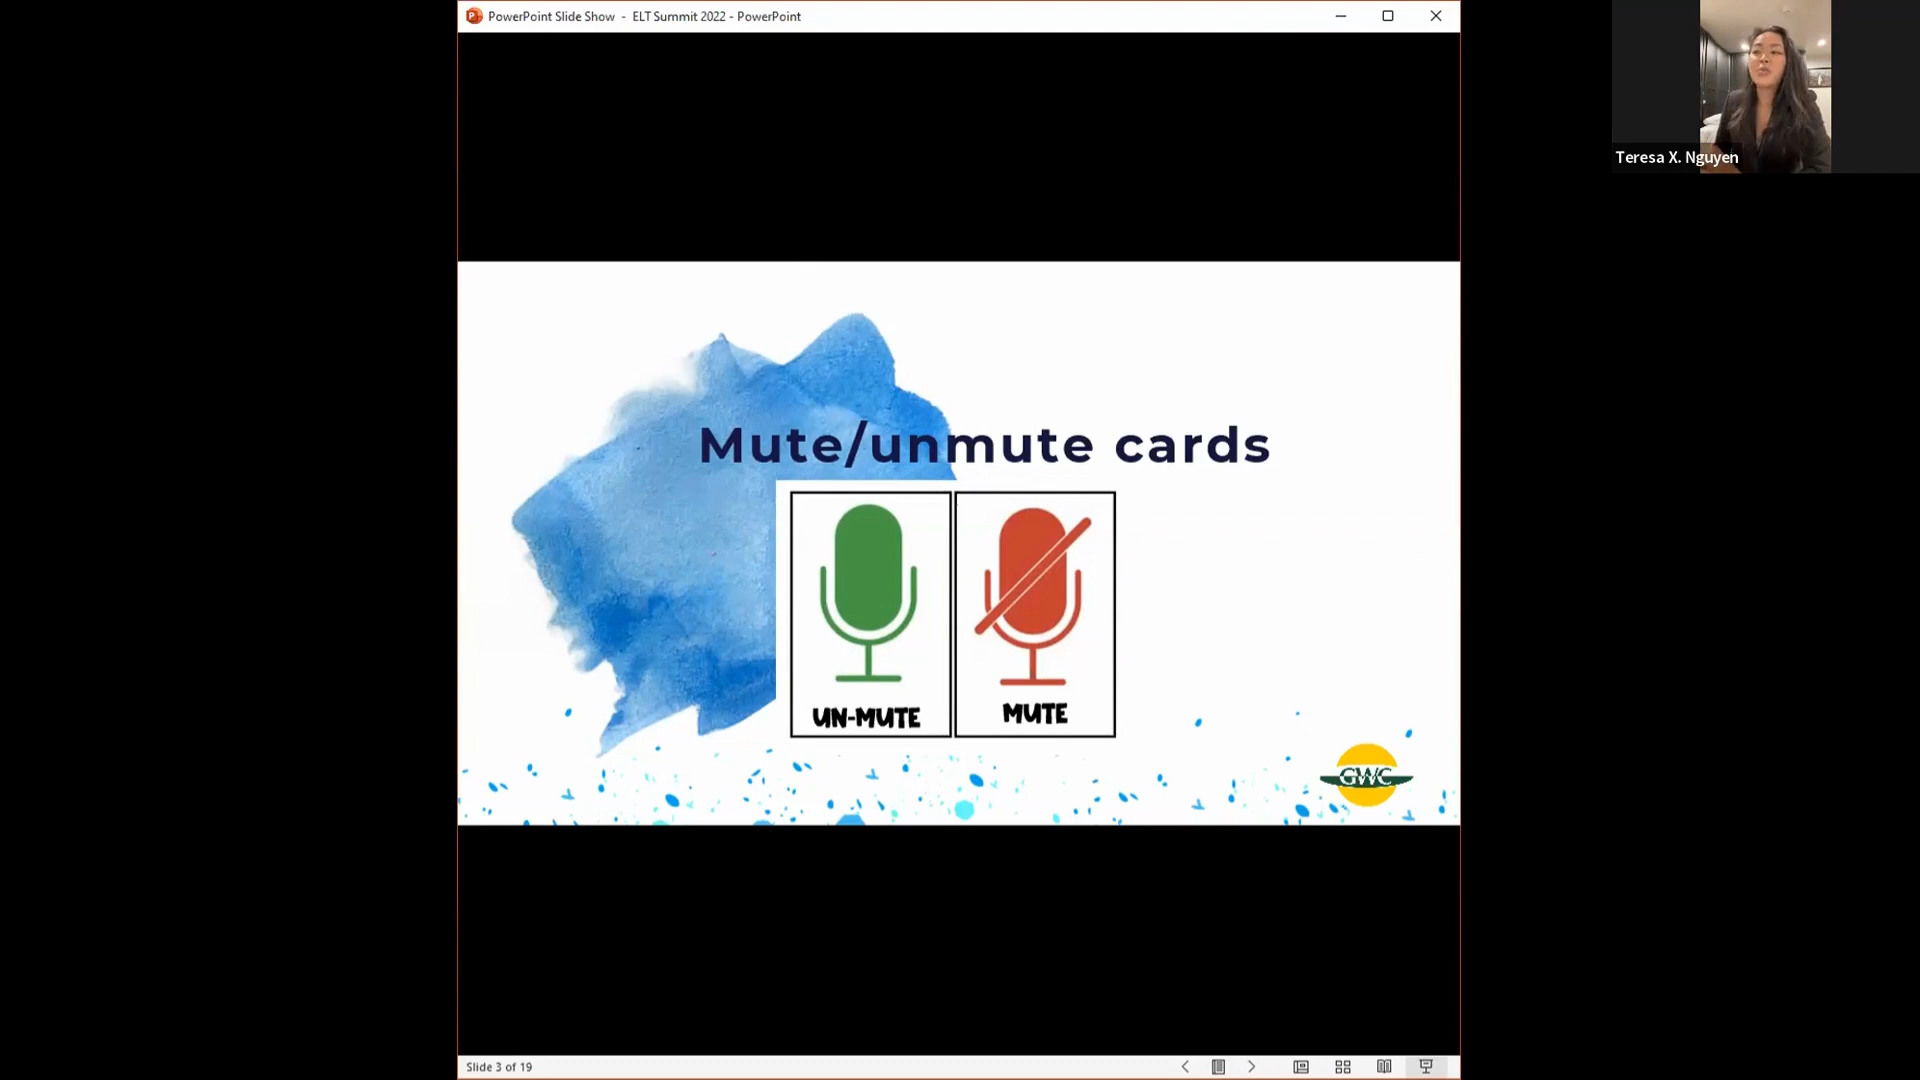 PowerPoint Slide Show - ELT Summit 2022 - PowerPoint
Teresa X. Nguyen
Mute/unmute cards
UN-MUTE
MUTE
GWC
Slide 3 of 19